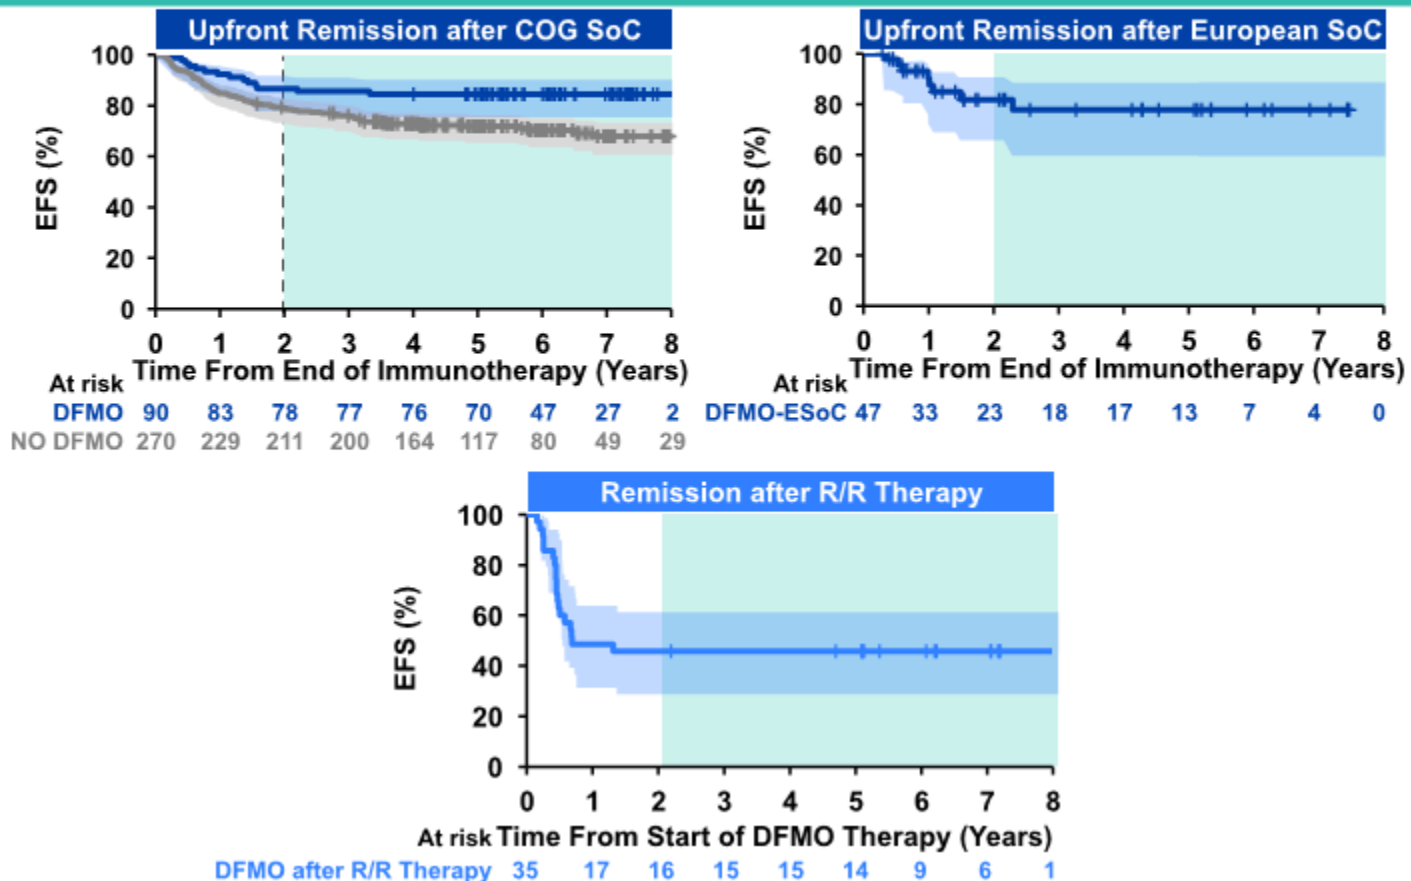 Upfront Remission after COG SoC
100
80
60
40
20
0
EFS (%)
0 1 2 3 4 5 6 7 8
Time From End of Immunotherapy (Years)
At risk
DFMO 90 83 78 77 76 70 47 27 2
NO DFMO 270 229 211 200 164 117 80 49 29
Upfront Remission after European SoC
100
80
60
40
20
0
EFS (%)
0 1 2 3 4 5 6 7 8
Time From End of Immunotherapy (Years)
At risk
DFMO-ESoC 47 33 23 18 17 13 7 4 0
Remission after R/R Therapy
100
80
60
40
20
0
EFS (%)
0 1 2 3 4 5 6 7 8
At risk Time From Start of DFMO Therapy (Years)
DFMO after R/R Therapy 35 17 16 15 15 14 9 6 1